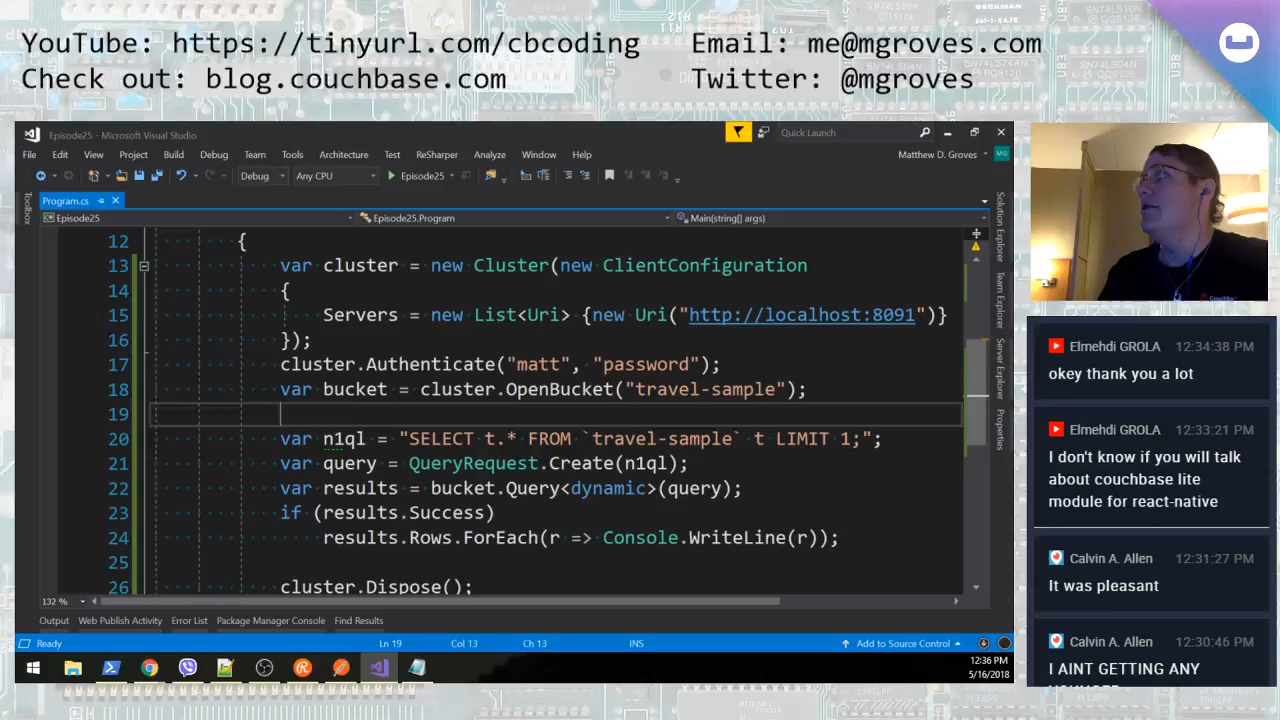 YouTube: https://tinyurl.com/cbcoding
Email: me@mgroves.com
Check out: blog.couchbase.com
Twitter: @mgroves
Episode25 - Microsoft Visual Studio
Quick Launch
File Edit View Project Build Debug Team Tools Architecture Test ReSharper Analyze Window Help
Matthew D. Groves
MG
Debug Any CPU Episode25
Program.cs
Episode25 Episode25.Program Main(string[] args)
Toolbox
12 {
13 var cluster = new Cluster(new ClientConfiguration
14 {
15 Servers = new List<Uri> {new Uri("http://localhost:8091")}
16 });
17 cluster.Authenticate("matt", "password");
18 var bucket = cluster.OpenBucket("travel-sample");
19
20 var n1ql = "SELECT t.* FROM `travel-sample` t LIMIT 1;";
21 var query = QueryRequest.Create(n1ql);
22 var results = bucket.Query<dynamic>(query);
23 if (results.Success)
24 results.Rows.ForEach(r => Console.WriteLine(r));
25
26 cluster.Dispose();
Solution Explorer
Team Explorer
Server Explorer
Properties
132 %
Output Web Publish Activity Error List Package Manager Console Find Results
Ready Ln 19 Col 13 Ch 13 INS Add to Source Control
12:36 PM
5/16/2018
Elmehdi GROLA 12:34:38 PM
okey thank you a lot
Elmehdi GROLA 12:33:21 PM
I don't know if you will talk
about couchbase lite
module for react-native
Calvin A. Allen 12:31:27 PM
It was pleasant
Calvin A. Allen 12:30:46 PM
I AINT GETTING ANY